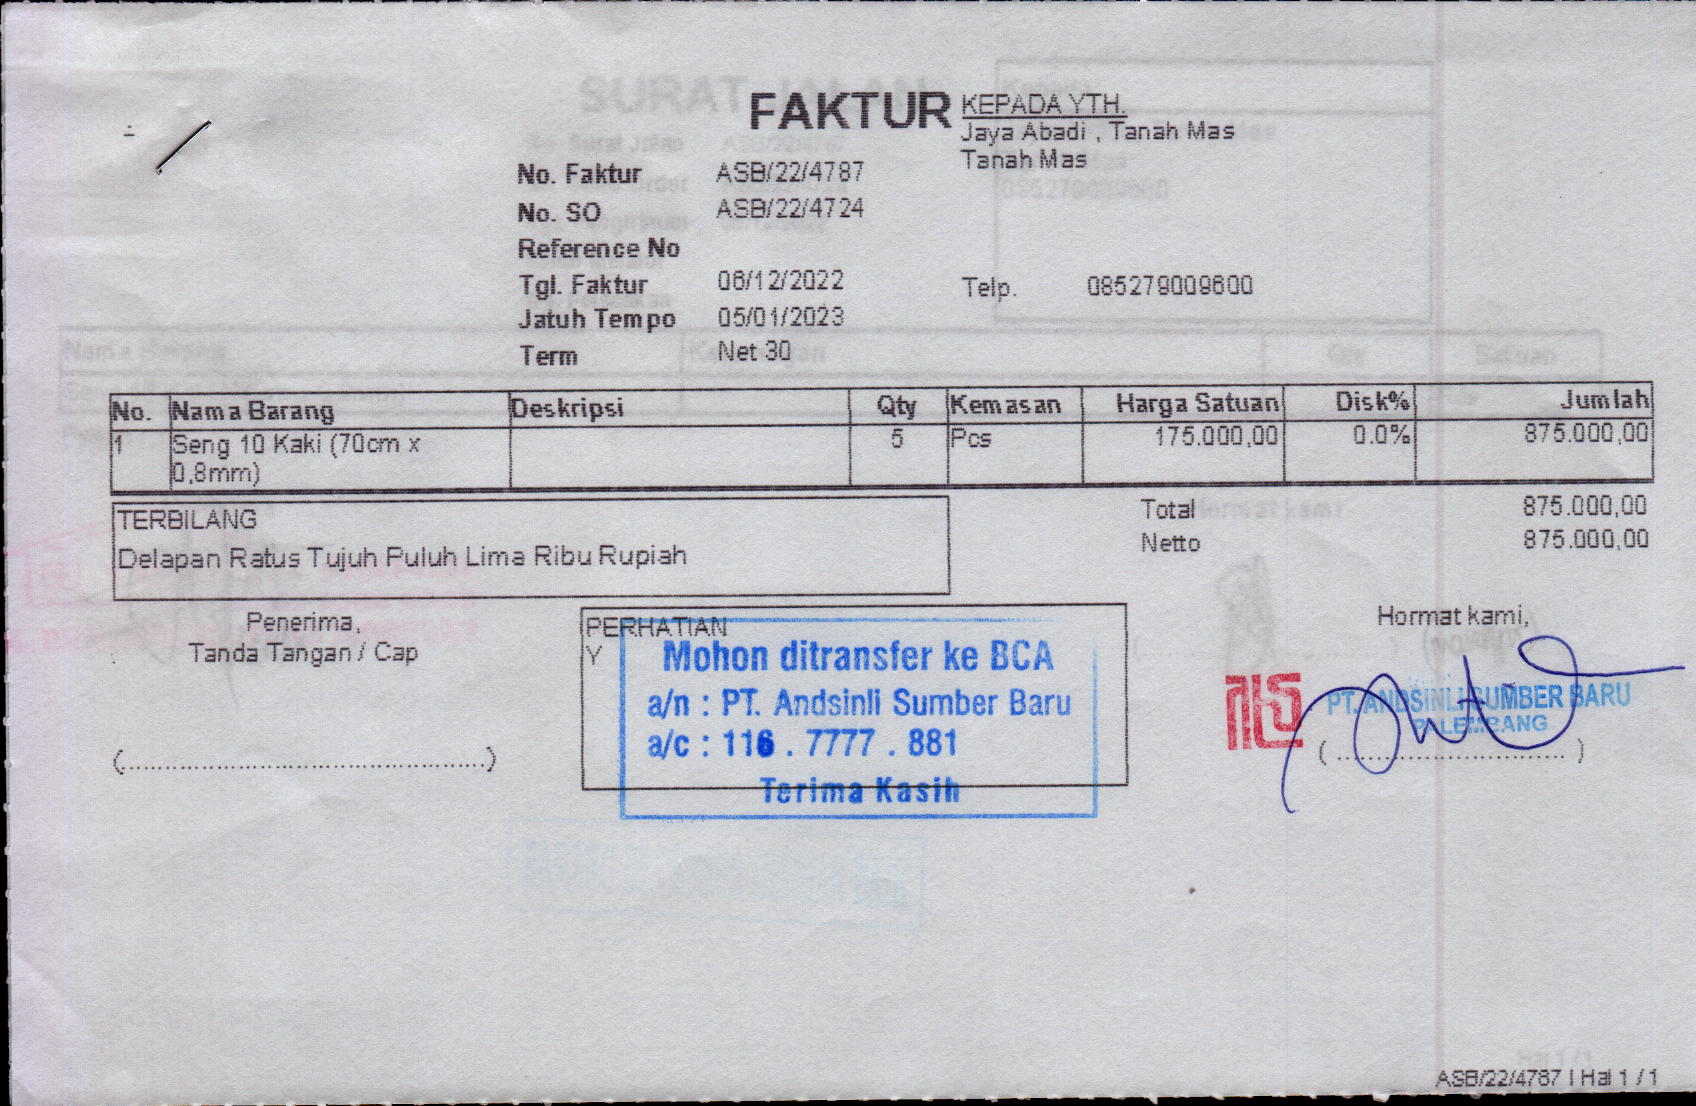 FAKTUR
KEPADA YTH.
Jaya Abadi , Tanah Mas
Tanah Mas
No. Faktur ASB/22/4787
No. SO ASB/22/4724
Reference No
Tgl. Faktur 06/12/2022
Telp. 085279009600
Jatuh Tempo 05/01/2023
Term Net 30
No. Nama Barang Deskripsi Qty Kemasan Harga Satuan Disk% Jumlah
1 Seng 10 Kaki (70cm x 5 Pcs 175.000,00 0.0% 875.000,00
0,8mm)
Total 875.000,00
Netto 875.000,00
TERBILANG
Delapan Ratus Tujuh Puluh Lima Ribu Rupiah
Penerima,
Tanda Tangan / Cap
(................................................)
PERHATIAN
Y
Mohon ditransfer ke BCA
a/n : PT. Andsinli Sumber Baru
a/c : 116 . 7777 . 881
Terima Kasih
Hormat kami,
PT. ANDSINLI SUMBER BARU
PALEMBANG
( .............................. )
ASB/22/4787 | Hal 1 / 1